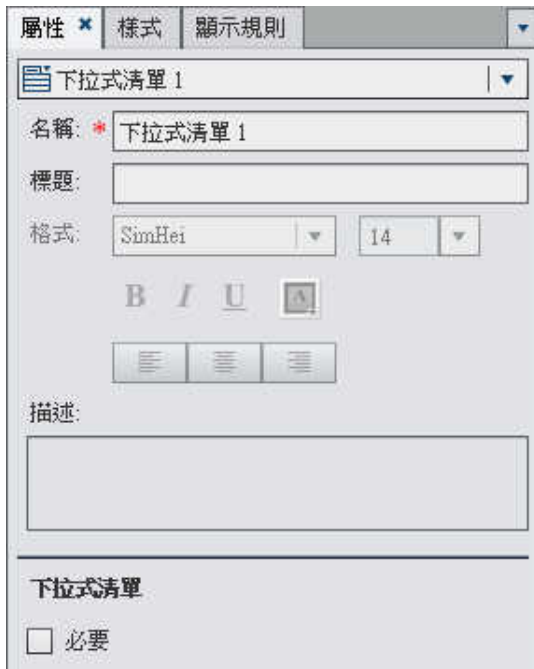 屬性 樣式 顯示規則
下拉式清單 1
名稱: * 下拉式清單 1
標題:
格式: SimHei 14
B I U A
描述:
下拉式清單
必要